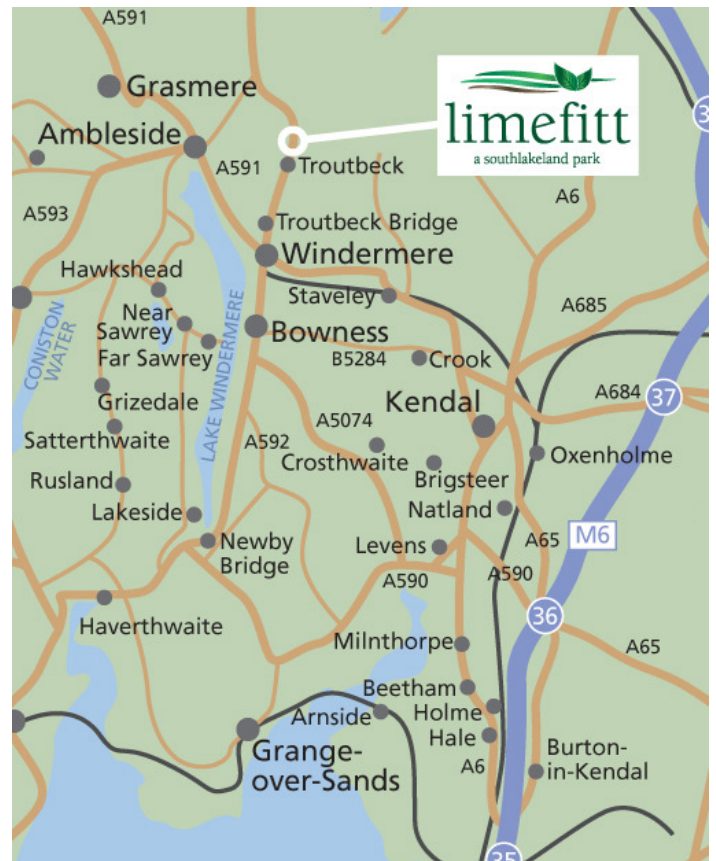 A591
Grasmere
limefitt
a southlakeland park
Ambleside
A591
Troutbeck
A593
A6
Troutbeck Bridge
Windermere
Hawkshead
Staveley
A685
Near
Sawrey
Bowness
Far Sawrey
B5284
Crook
CONISTON
WATER
LAKE WINDERMERE
Grizedale
Kendal
A684
37
A5074
Satterthwaite
A592
Crosthwaite
Oxenholme
Brigsteer
Rusland
Natland
Lakeside
M6
Newby
Bridge
Levens
A65
A590
A590
36
Haverthwaite
Milnthorpe
A65
Beetham
Arnside
Holme
Hale
Grange-
over-Sands
A6
Burton-
in-Kendal
35